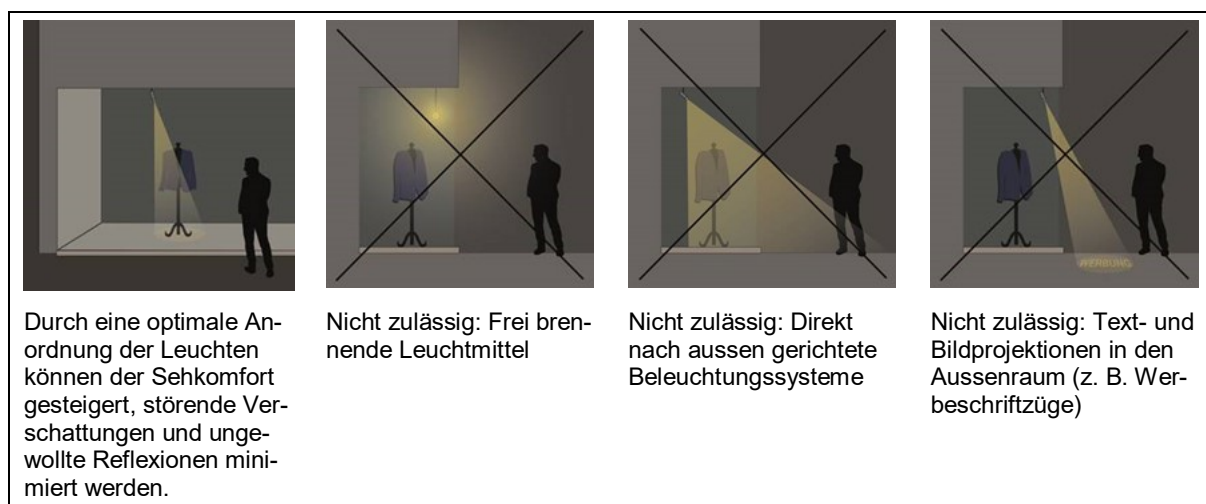 WERBUNG
Durch eine optimale An-
ordnung der Leuchten
können der Sehkomfort
gesteigert, störende Ver-
schattungen und unge-
wollte Reflexionen mini-
miert werden.
Nicht zulässig: Frei bren-
nende Leuchtmittel
Nicht zulässig: Direkt
nach aussen gerichtete
Beleuchtungssysteme
Nicht zulässig: Text- und
Bildprojektionen in den
Aussenraum (z. B. Wer-
beschriftzüge)